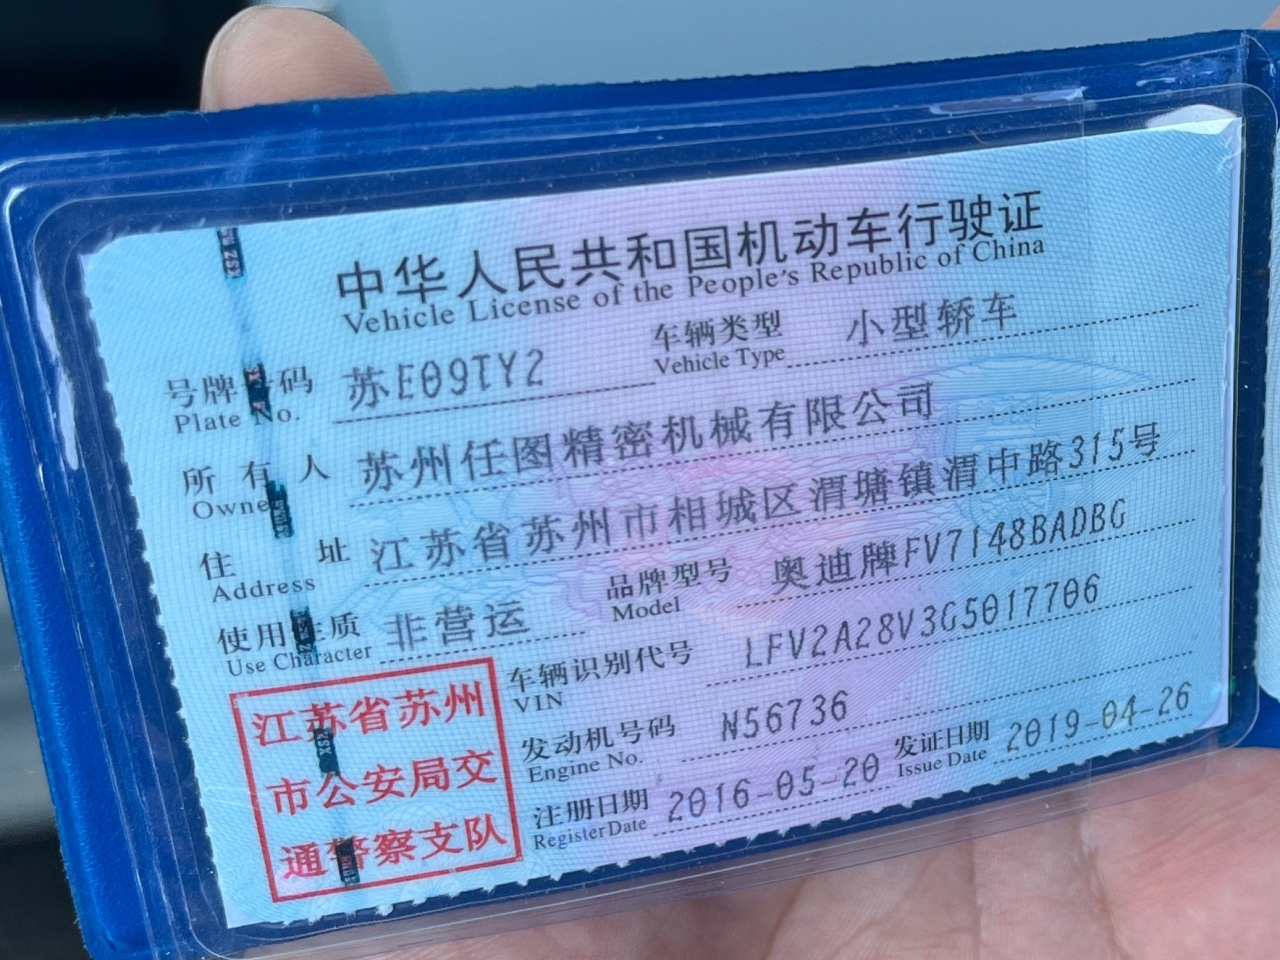 中华人民共和国机动车行驶证
Vehicle License of the People's Republic of China
号牌号码 苏E09TY2 车辆类型 小型轿车
Plate No. Vehicle Type
所有人 苏州任图精密机械有限公司
Owner
住址 江苏省苏州市相城区渭塘镇渭中路315号
Address
使用性质 非营运 品牌型号 奥迪牌FV7148BADBG
Use Character Model
车辆识别代号 LFV2A28V3G5017706
VIN
发动机号码 N56736
Engine No.
注册日期 2016-05-20 发证日期 2019-04-26
Register Date Issue Date
江苏省苏州
市公安局交
通警察支队